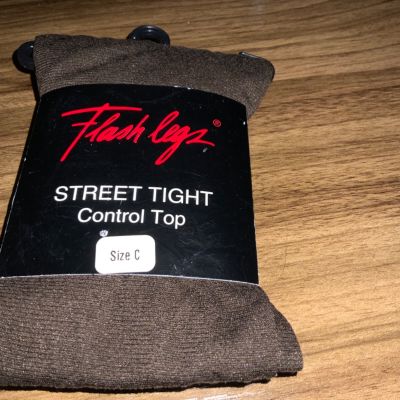 Flash legs®
STREET TIGHT
Control Top
Size C